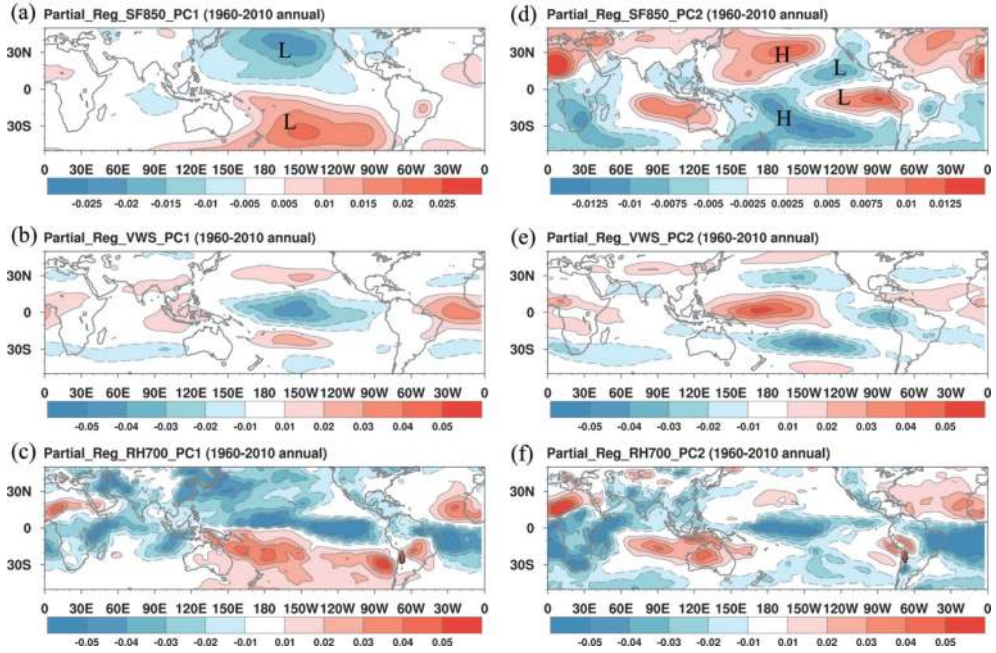 (a) Partial_Reg_SF850_PC1 (1960-2010 annual)
30N
0
30S
L
L
0 30E 60E 90E 120E 150E 180 150W 120W 90W 60W 30W 0
-0.025 -0.02 -0.015 -0.01 -0.005 0.005 0.01 0.015 0.02 0.025
(b) Partial_Reg_VWS_PC1 (1960-2010 annual)
30N
0
30S
0 30E 60E 90E 120E 150E 180 150W 120W 90W 60W 30W 0
-0.05 -0.04 -0.03 -0.02 -0.01 0.01 0.02 0.03 0.04 0.05
(c) Partial_Reg_RH700_PC1 (1960-2010 annual)
30N
0
30S
0 30E 60E 90E 120E 150E 180 150W 120W 90W 60W 30W 0
-0.05 -0.04 -0.03 -0.02 -0.01 0.01 0.02 0.03 0.04 0.05
(d) Partial_Reg_SF850_PC2 (1960-2010 annual)
30N
0
30S
H
L
L
H
0 30E 60E 90E 120E 150E 180 150W 120W 90W 60W 30W 0
-0.0125 -0.01 -0.0075 -0.005 -0.0025 0.0025 0.005 0.0075 0.01 0.0125
(e) Partial_Reg_VWS_PC2 (1960-2010 annual)
30N
0
30S
0 30E 60E 90E 120E 150E 180 150W 120W 90W 60W 30W 0
-0.05 -0.04 -0.03 -0.02 -0.01 0.01 0.02 0.03 0.04 0.05
(f) Partial_Reg_RH700_PC2 (1960-2010 annual)
30N
0
30S
0 30E 60E 90E 120E 150E 180 150W 120W 90W 60W 30W 0
-0.05 -0.04 -0.03 -0.02 -0.01 0.01 0.02 0.03 0.04 0.05